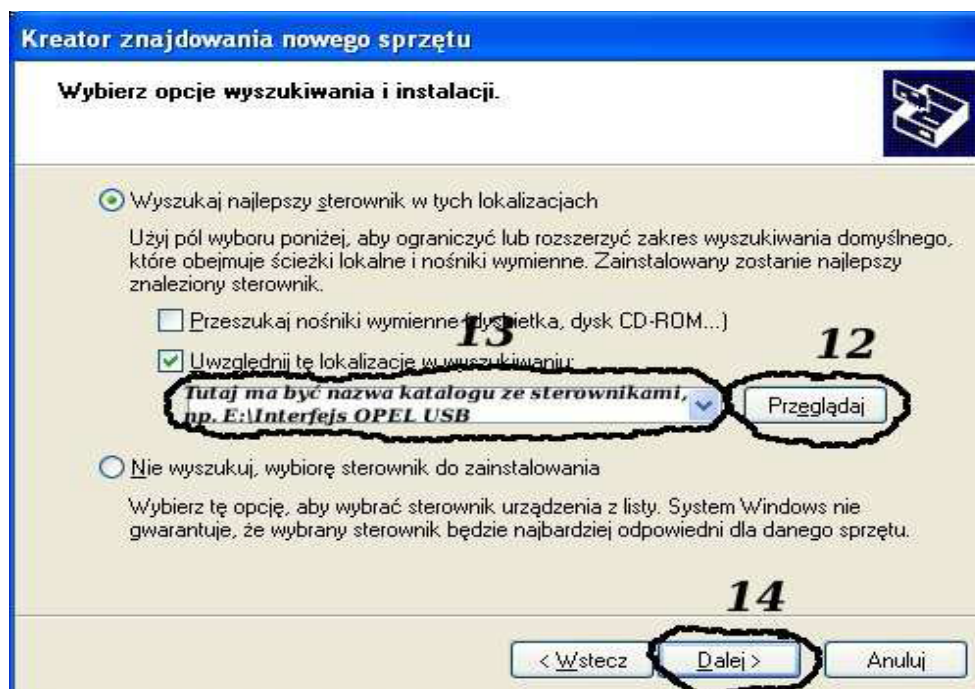 Kreator znajdowania nowego sprzętu
Wybierz opcje wyszukiwania i instalacji.
Wyszukaj najlepszy sterownik w tych lokalizacjach
Użyj pól wyboru poniżej, aby ograniczyć lub rozszerzyć zakres wyszukiwania domyślnego,
które obejmuje ścieżki lokalne i nośniki wymienne. Zainstalowany zostanie najlepszy
znaleziony sterownik.
Przeszukaj nośniki wymienne (dyskietka, dysk CD-ROM...)
13
12
Uwzględnij tę lokalizację w wyszukiwaniu:
Tutaj ma być nazwa katalogu ze sterownikami,
np. E:\Interfejs OPEL USB
Przeglądaj
Nie wyszukuj, wybiorę sterownik do zainstalowania
Wybierz tę opcję, aby wybrać sterownik urządzenia z listy. System Windows nie
gwarantuje, że wybrany sterownik będzie najbardziej odpowiedni dla danego sprzętu.
14
< Wstecz
Dalej >
Anuluj